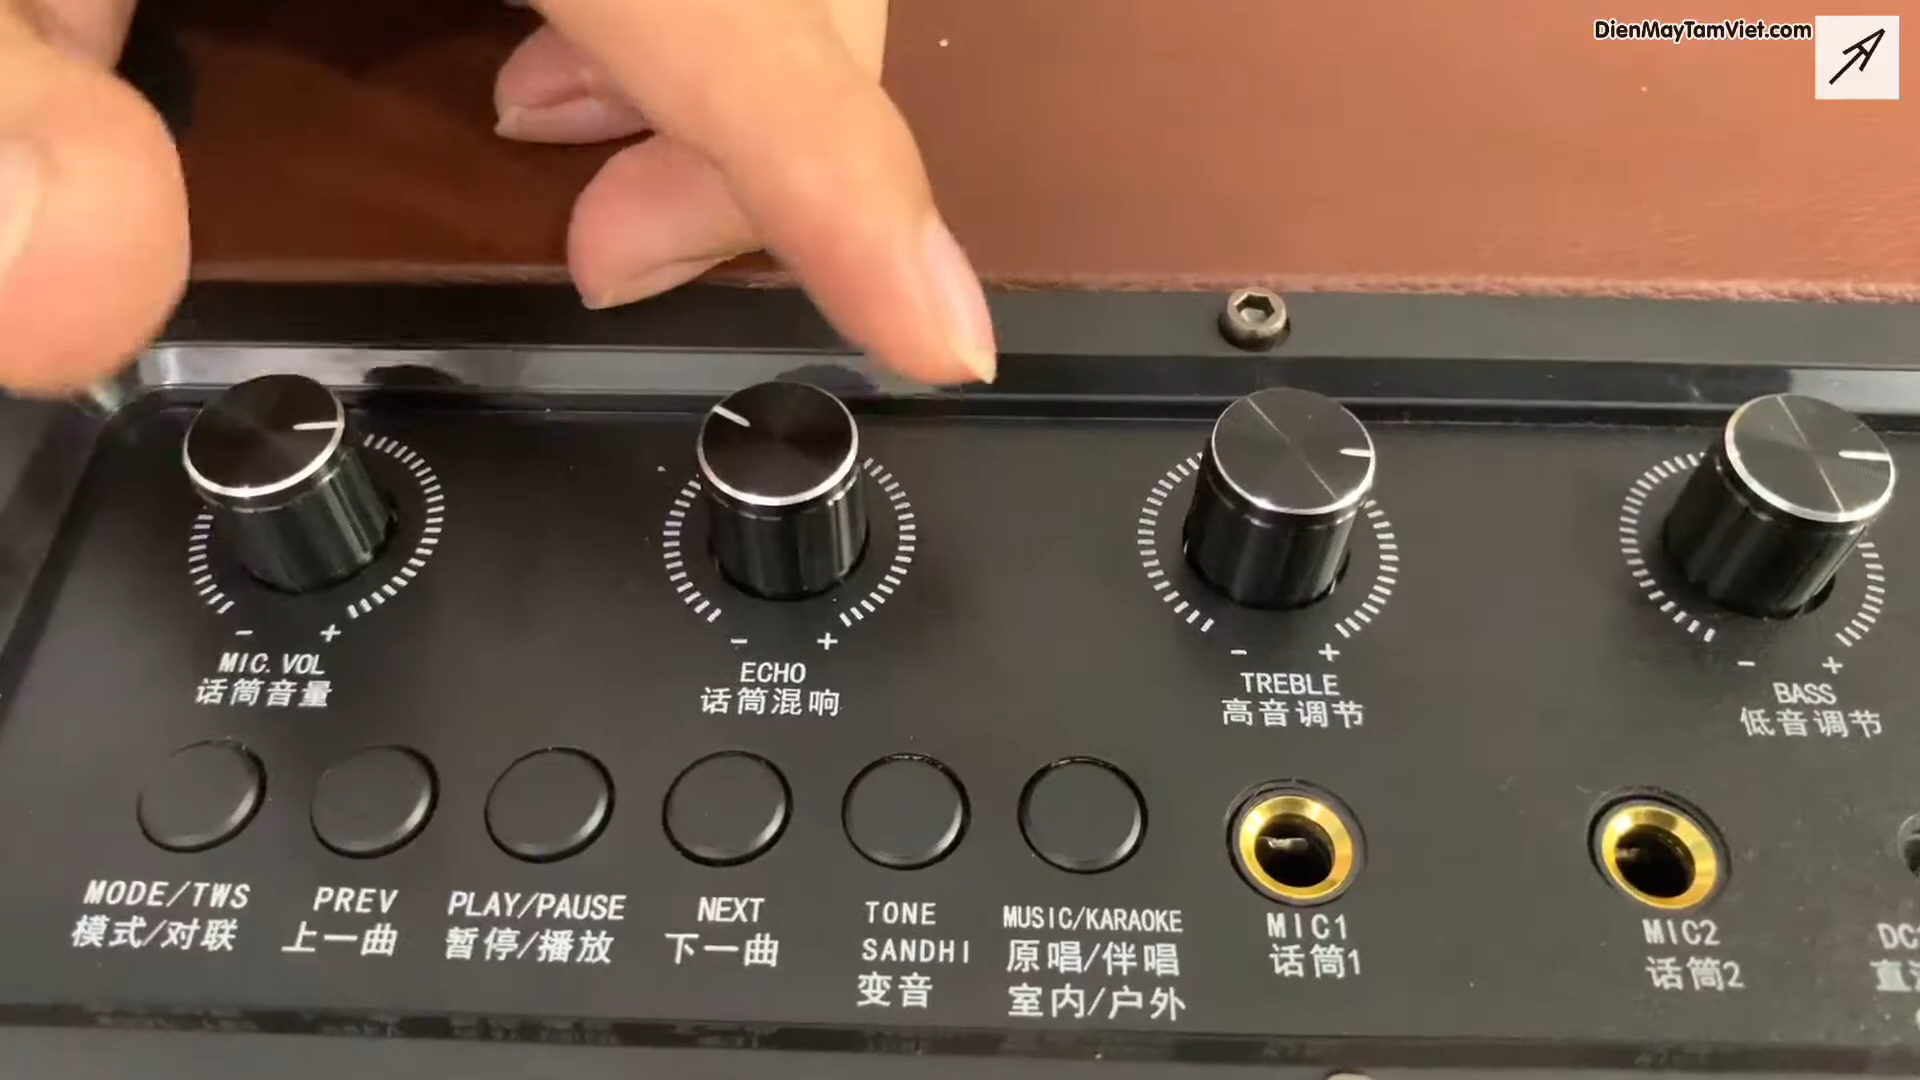 DienMayTamViet.com
- +
MIC. VOL
话筒音量
- +
ECHO
话筒混响
- +
TREBLE
高音调节
- +
BASS
低音调节
MODE/TWS
模式/对联
PREV
上一曲
PLAY/PAUSE
暂停/播放
NEXT
下一曲
TONE
SANDHI
变音
MUSIC/KARAOKE
原唱/伴唱
室内/户外
MIC1
话筒1
MIC2
话筒2
DC
直